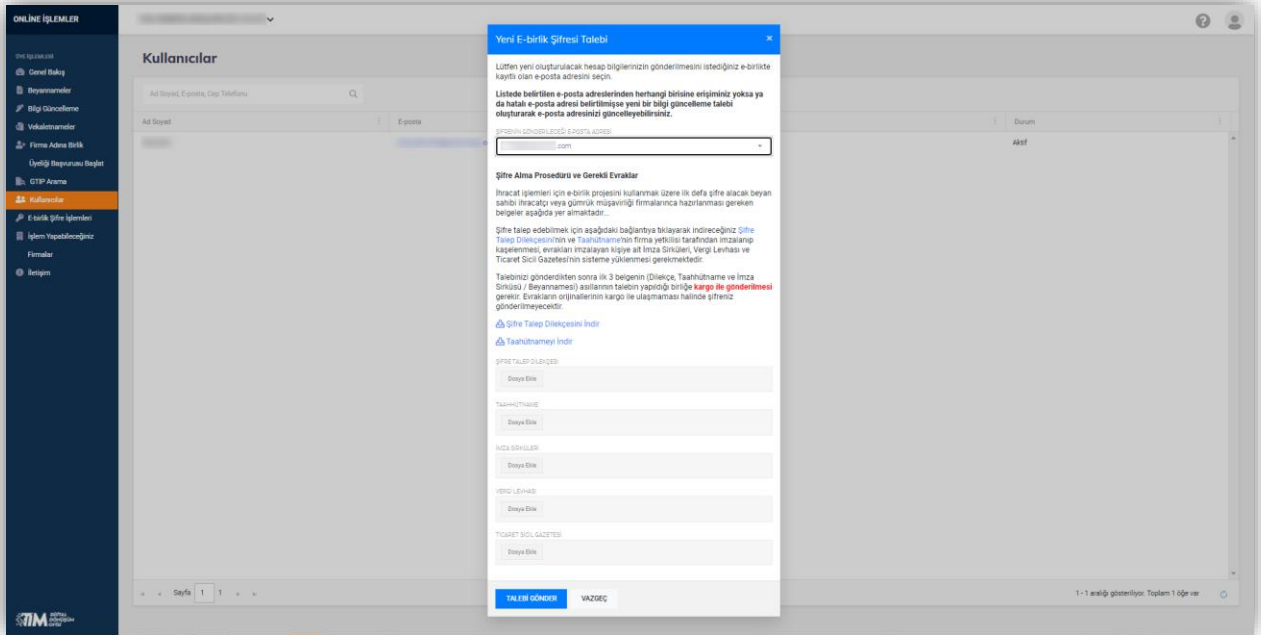 ONLİNE İŞLEMLER
ÜYE İŞLEMLERİ
Genel Bakış
Beyannameler
Bilgi Güncelleme
Vekaletnameler
Firma Adına Birlik
Üyeliği Başvurusu Başlat
GTIP Arama
Kullanıcılar
E-birlik Şifre İşlemleri
İşlem Yapabileceğiniz
Firmalar
İletişim
TİM
Kullanıcılar
Ad Soyad, E-posta, Cep Telefonu
Ad Soyad
E-posta
Durum
Aktif
Yeni E-birlik Şifresi Talebi
×
Lütfen yeni oluşturulacak hesap bilgilerinizin gönderilmesini istediğiniz e-birlikte
kayıtlı olan e-posta adresini seçin.
Listede belirtilen e-posta adreslerinden herhangi birisine erişiminiz yoksa ya
da hatalı e-posta adresi belirtilmişse yeni bir bilgi güncelleme talebi
oluşturarak e-posta adresinizi güncelleyebilirsiniz.
ŞİFRENİN GÖNDERİLECEĞİ E-POSTA ADRESİ
.com
Şifre Alma Prosedürü ve Gerekli Evraklar
İhracat işlemleri için e-birlik projesini kullanmak üzere ilk defa şifre alacak beyan
sahibi ihracatçı veya gümrük müşavirliği firmalarınca hazırlanması gereken
belgeler aşağıda yer almaktadır...
Şifre talep edebilmek için aşağıdaki bağlantıya tıklayarak indireceğiniz Şifre
Talep Dilekçesini'nin ve Taahütname'nin firma yetkilisi tarafından imzalanıp
kaşelenmesi, evrakları imzalayan kişiye ait İmza Sirküleri, Vergi Levhası ve
Ticaret Sicil Gazetesi'nin sisteme yüklenmesi gerekmektedir.
Talebinizi gönderdikten sonra ilk 3 belgenin (Dilekçe, Taahhütname ve İmza
Sirküsü / Beyannamesi) asıllarının talebin yapıldığı birliğe kargo ile gönderilmesi
gerekir. Evrakların orijinallerinin kargo ile ulaşmaması halinde şifreniz
gönderilmeyecektir.
Şifre Talep Dilekçesini İndir
Taahütnameyi İndir
ŞİFRE TALEP DİLEKÇESİ
Dosya Ekle
TAAHHÜTNAME
Dosya Ekle
İMZA SİRKÜLERİ
Dosya Ekle
VERGİ LEVHASI
Dosya Ekle
TİCARET SİCİL GAZETESİ
Dosya Ekle
TALEBİ GÖNDER
VAZGEÇ
Sayfa 1 1
1 - 1 aralığı gösteriliyor. Toplam 1 öğe var